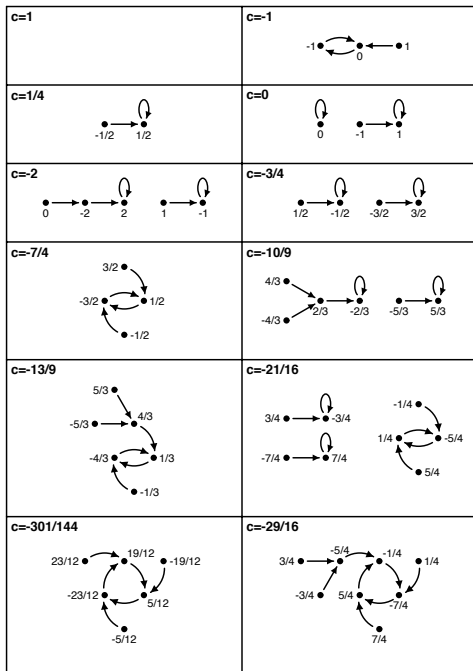 c=1
c=-1
-1 0 1
c=1/4
-1/2 1/2
c=0
0 -1 1
c=-2
0 -2 2 1 -1
c=-3/4
1/2 -1/2 -3/2 3/2
c=-7/4
3/2
-3/2 1/2
-1/2
c=-10/9
4/3
2/3 -2/3 -5/3 5/3
-4/3
c=-13/9
5/3
-5/3 4/3
-4/3 1/3
-1/3
c=-21/16
3/4 -3/4 -1/4
1/4 -5/4
-7/4 7/4 5/4
c=-301/144
23/12 19/12 -19/12
-23/12 5/12
-5/12
c=-29/16
3/4 -5/4 -1/4 1/4
-3/4 5/4 -7/4
7/4